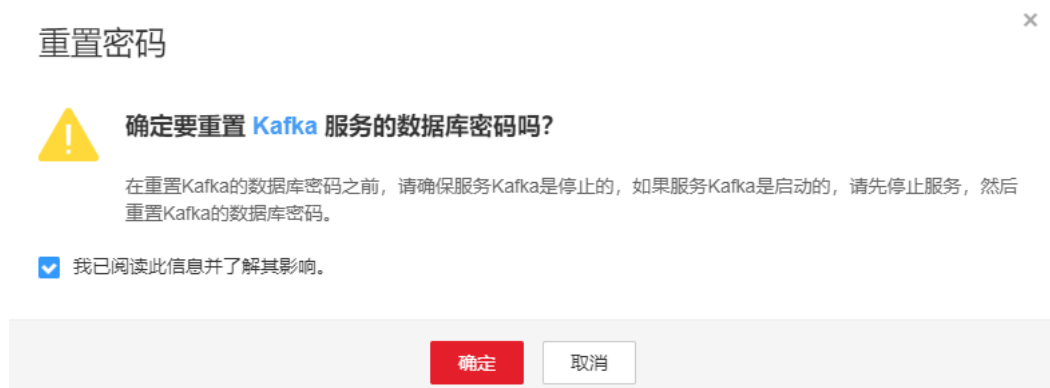 重置密码
×
确定要重置 Kafka 服务的数据库密码吗?
在重置Kafka的数据库密码之前，请确保服务Kafka是停止的，如果服务Kafka是启动的，请先停止服务，然后
重置Kafka的数据库密码。
我已阅读此信息并了解其影响。
确定
取消